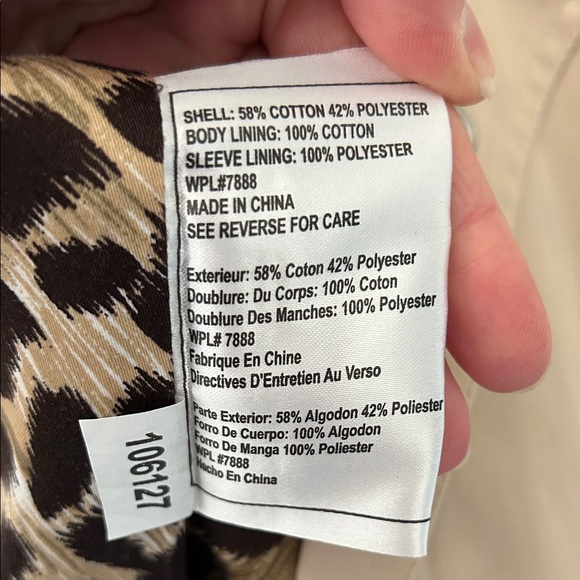 SHELL: 58% COTTON 42% POLYESTER
BODY LINING: 100% COTTON
SLEEVE LINING: 100% POLYESTER
WPL#7888
MADE IN CHINA
SEE REVERSE FOR CARE
Exterieur: 58% Coton 42% Polyester
Doublure: Du Corps: 100% Coton
Doublure Des Manches: 100% Polyester
WPL# 7888
Fabrique En Chine
Directives D'Entretien Au Verso
Parte Exterior: 58% Algodon 42% Poliester
Forro De Cuerpo: 100% Algodon
Forro De Manga 100% Poliester
WPL #7888
Hecho En China
106127